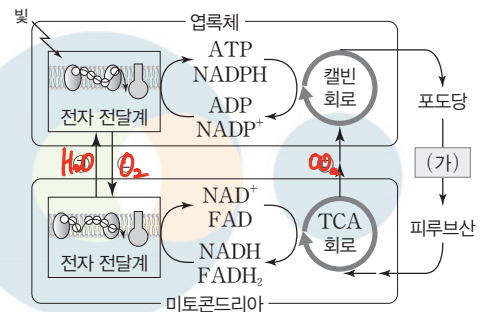 빛
엽록체
ATP
NADPH
ADP
NADP⁺
캘빈
회로
전자 전달계
포도당
H₂O
O₂
CO₂
(가)
NAD⁺
FAD
NADH
FADH₂
TCA
회로
피루브산
전자 전달계
미토콘드리아